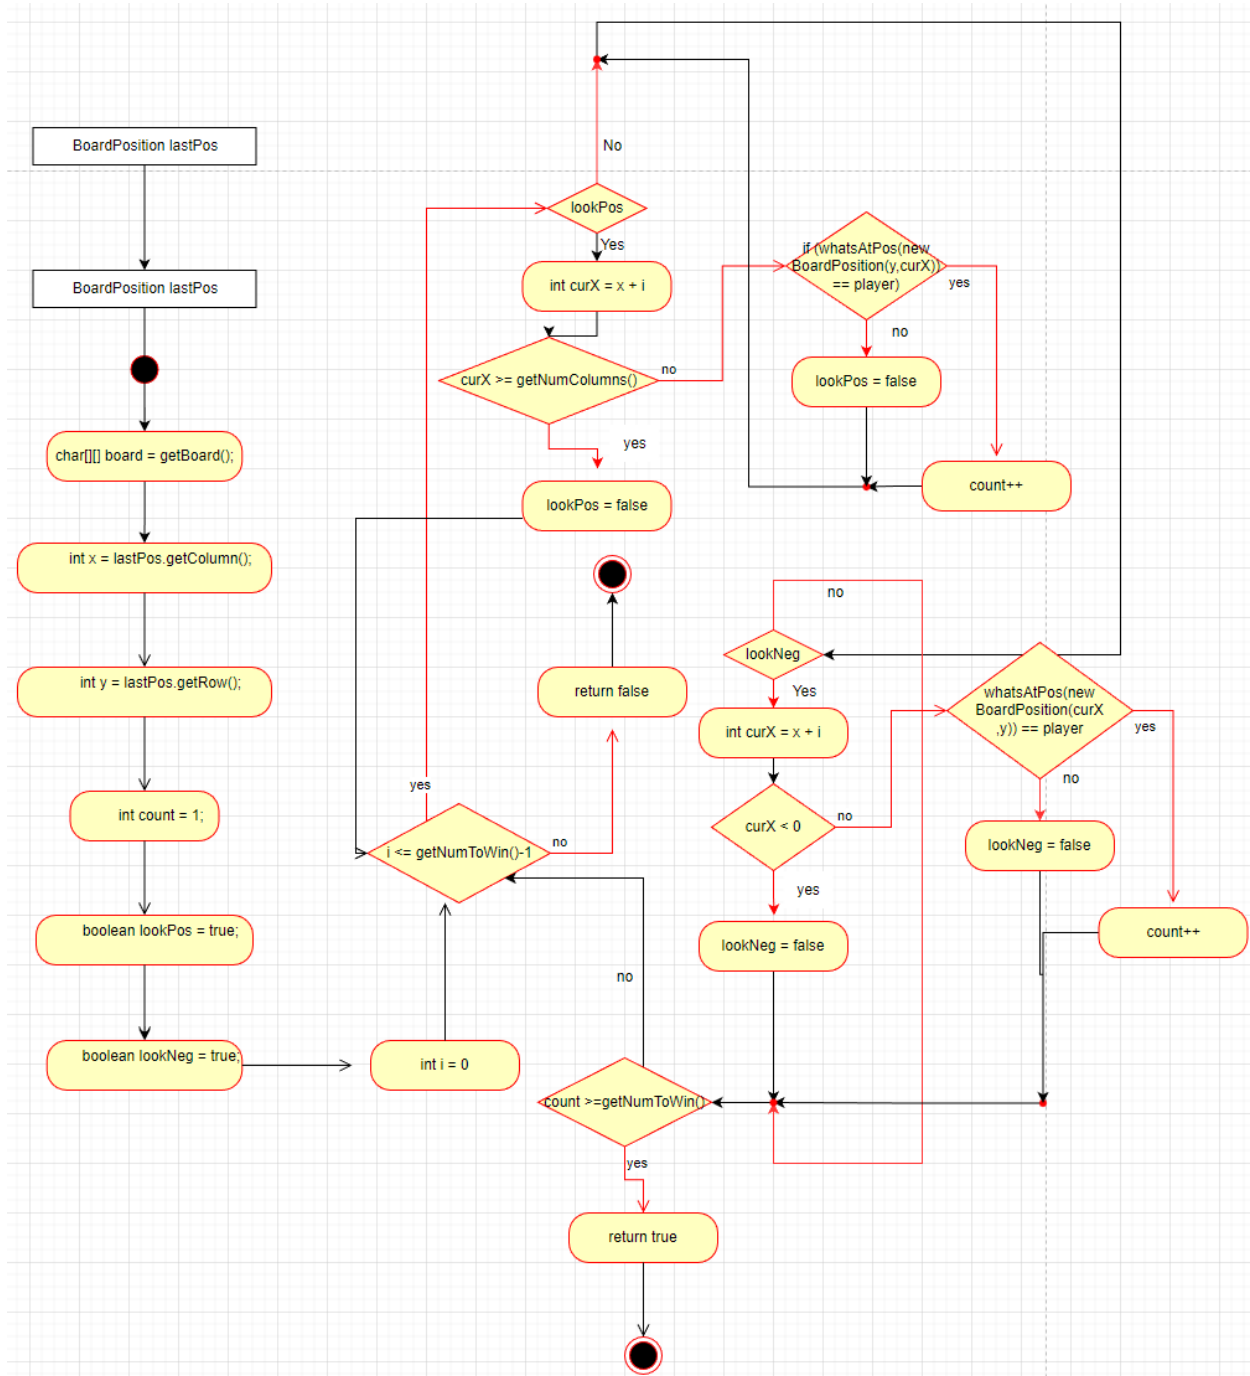 BoardPosition lastPos
BoardPosition lastPos
char[][] board = getBoard();
int x = lastPos.getColumn();
int y = lastPos.getRow();
int count = 1;
boolean lookPos = true;
boolean lookNeg = true;
int i = 0
i <= getNumToWin()-1
yes
no
return false
No
lookPos
Yes
int curX = x + i
curX >= getNumColumns()
no
yes
lookPos = false
if (whatsAtPos(new
BoardPosition(y,curX))
== player)
yes
no
lookPos = false
count++
no
lookNeg
Yes
int curX = x + i
curX < 0
no
yes
lookNeg = false
whatsAtPos(new
BoardPosition(curX
,y)) == player
yes
no
lookNeg = false
count++
no
count >=getNumToWin()
yes
return true